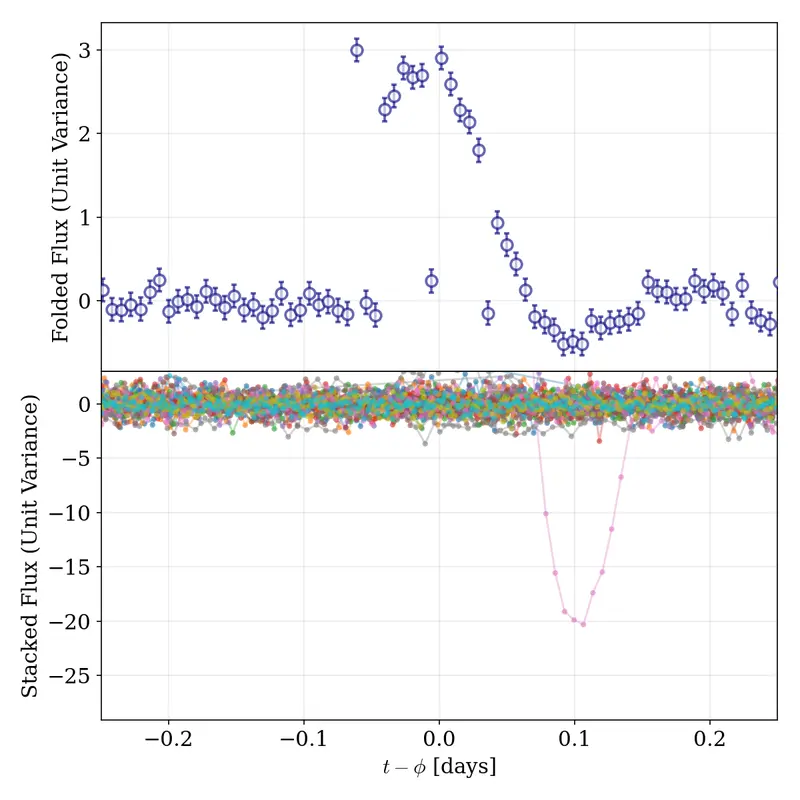 Folded Flux (Unit Variance)
3
2
1
0
Stacked Flux (Unit Variance)
0
−5
−10
−15
−20
−25
−0.2 −0.1 0.0 0.1 0.2
t − ϕ [days]